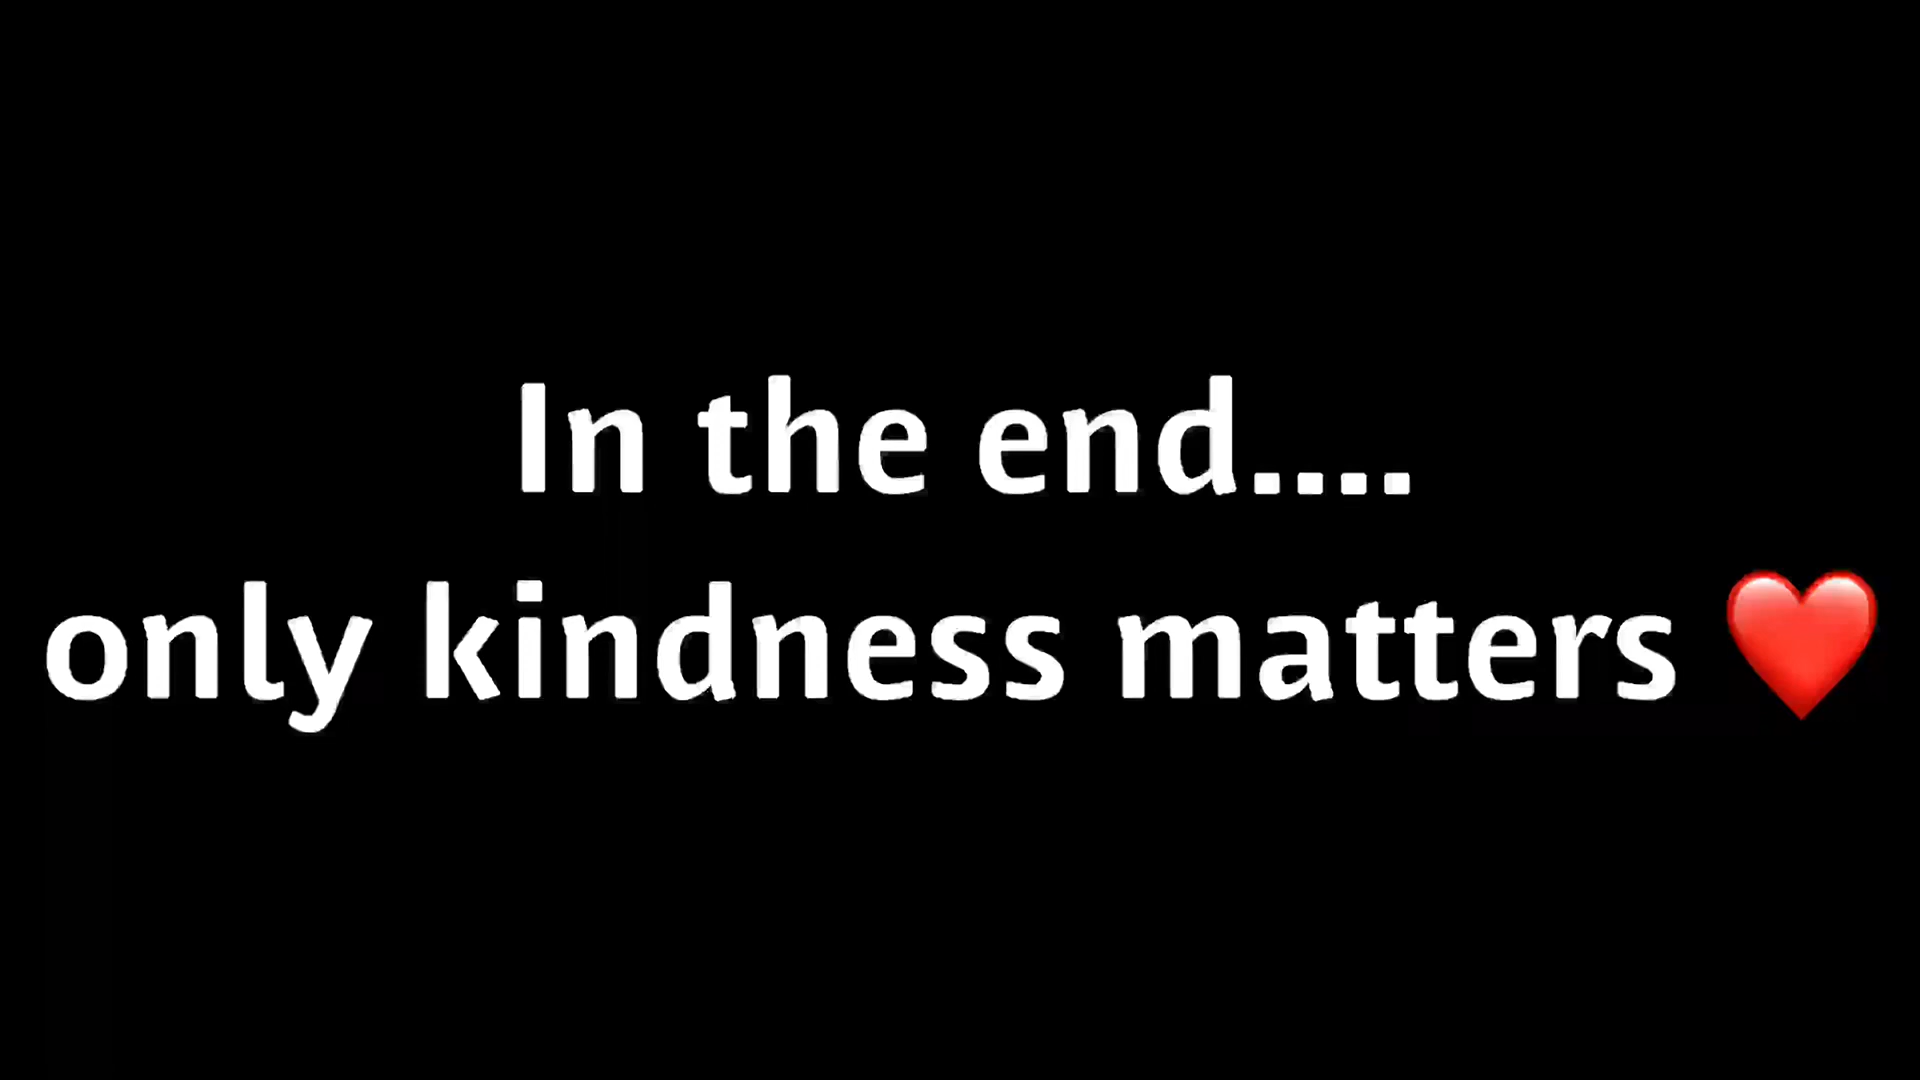 In the end....
only kindness matters ❤️